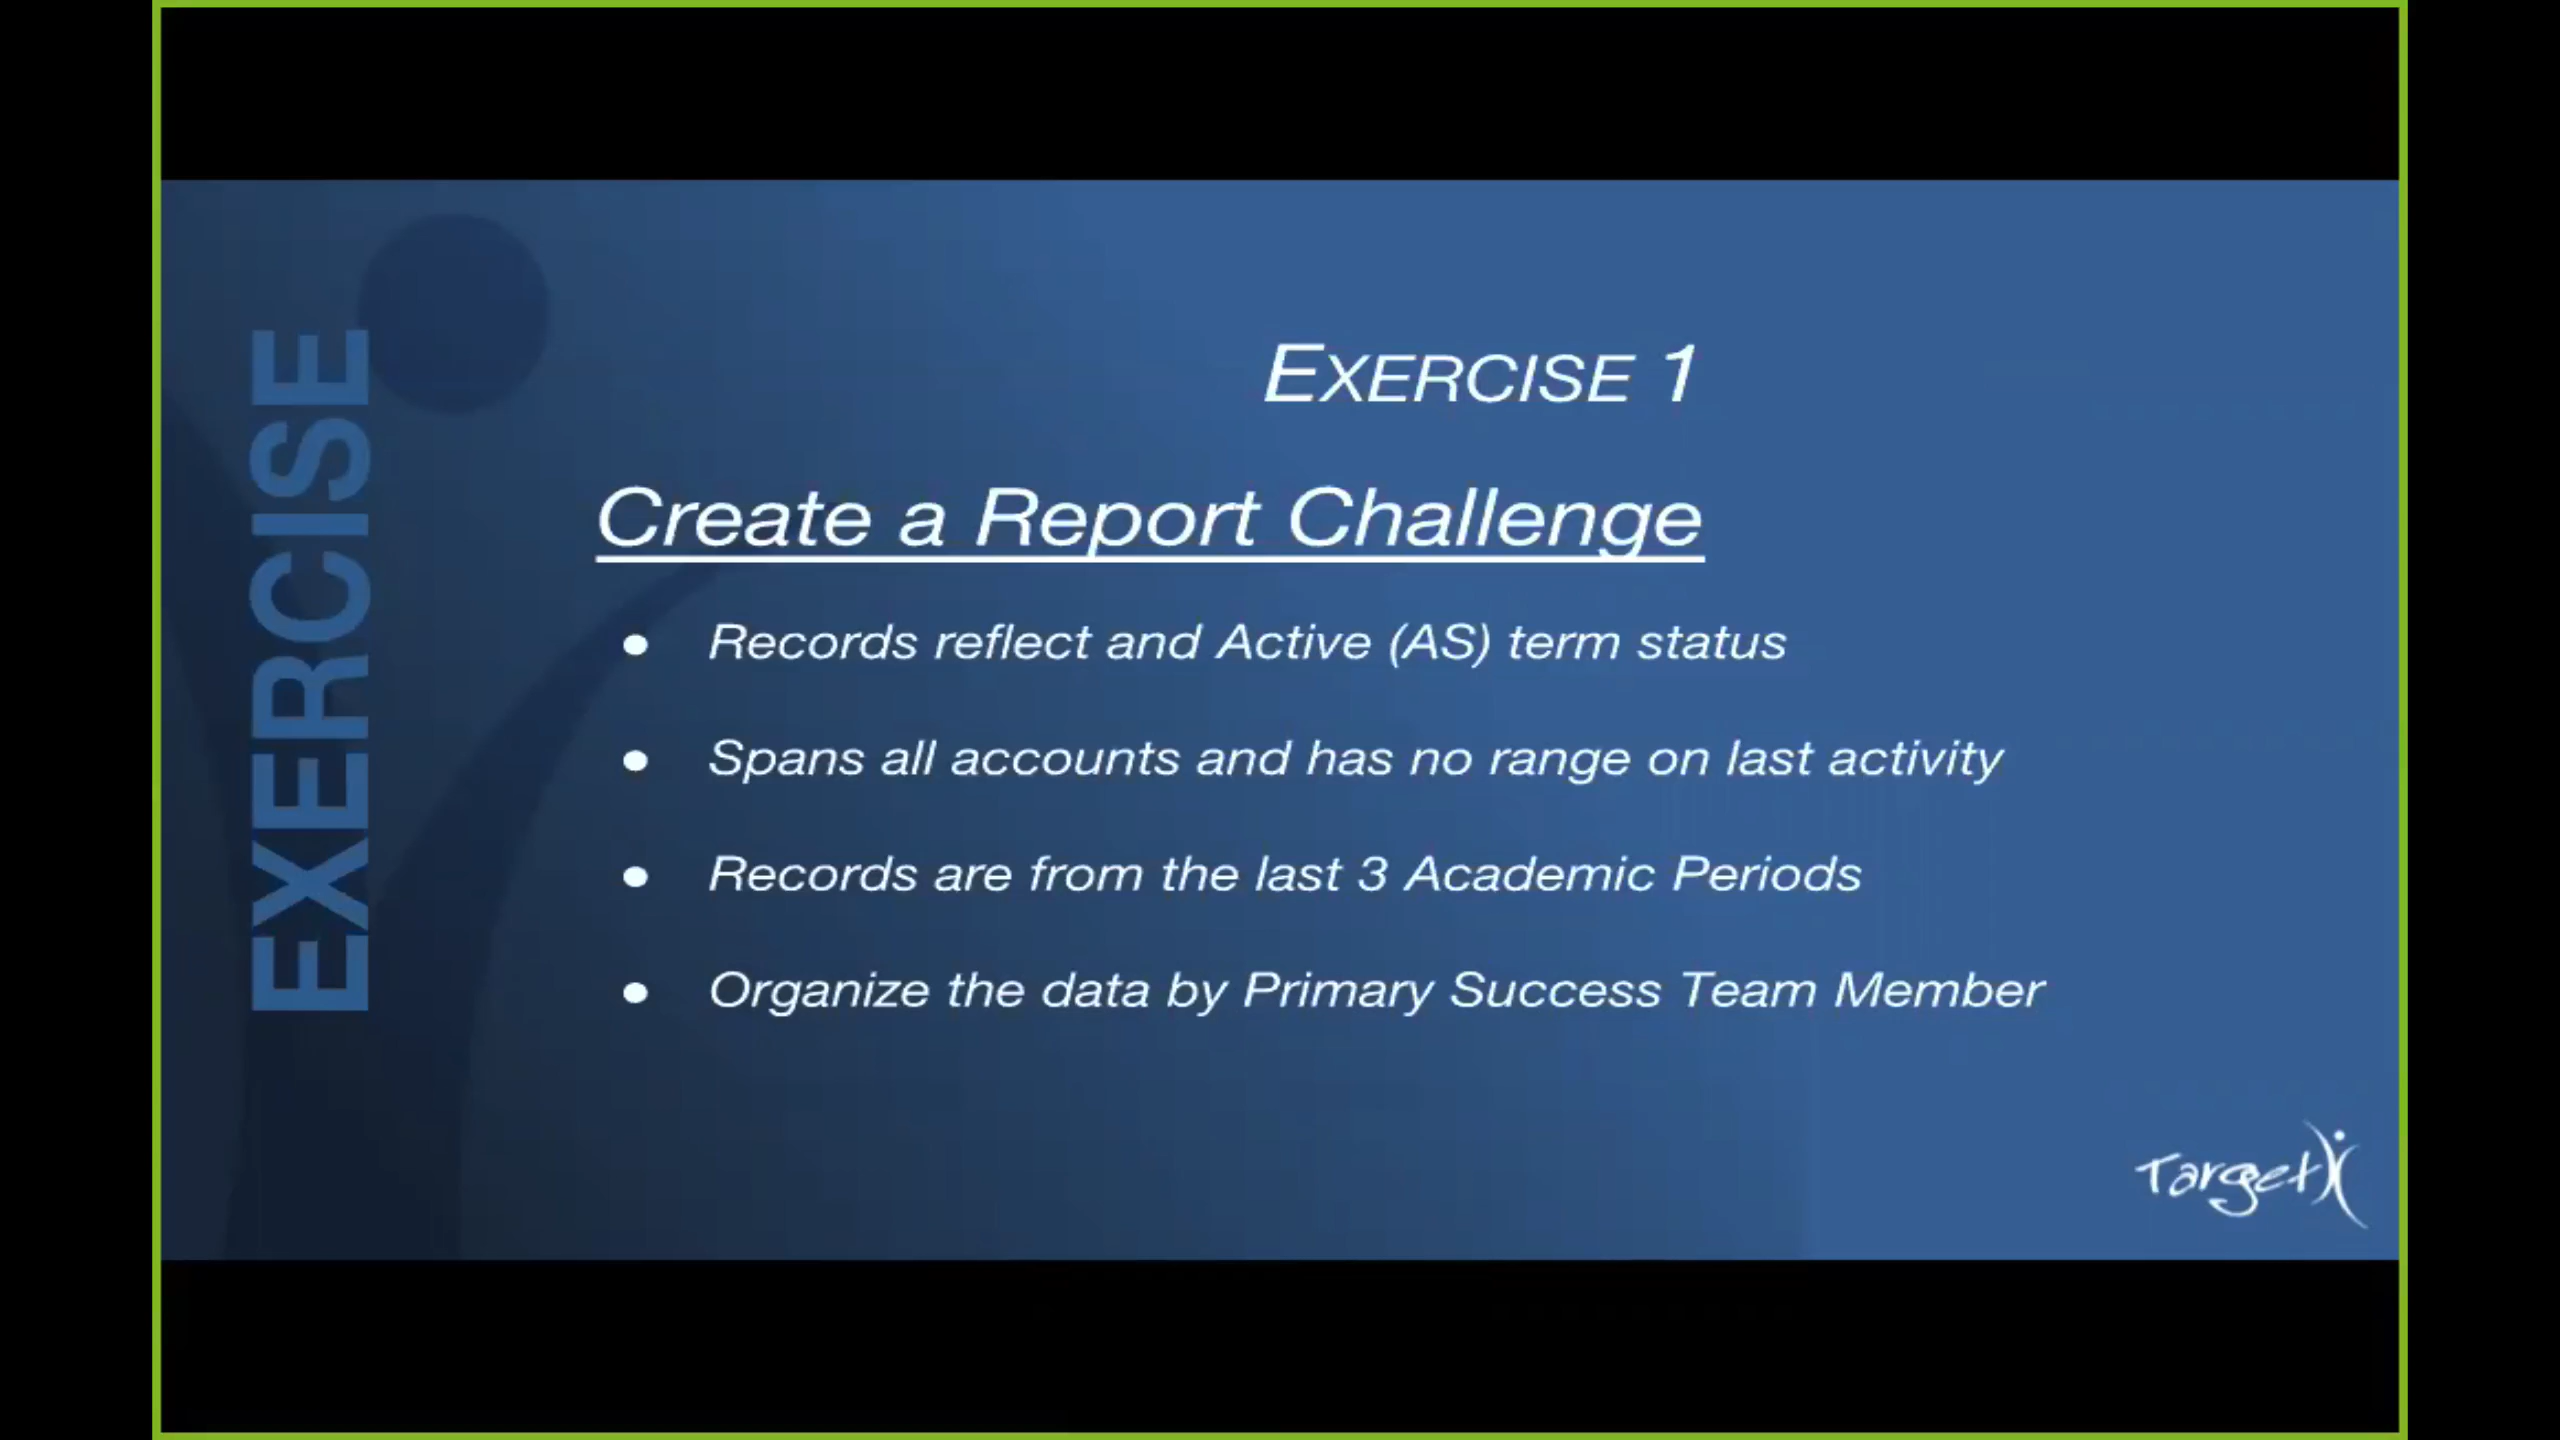 EXERCISE
EXERCISE 1
Create a Report Challenge
● Records reflect and Active (AS) term status
● Spans all accounts and has no range on last activity
● Records are from the last 3 Academic Periods
● Organize the data by Primary Success Team Member
TargetX